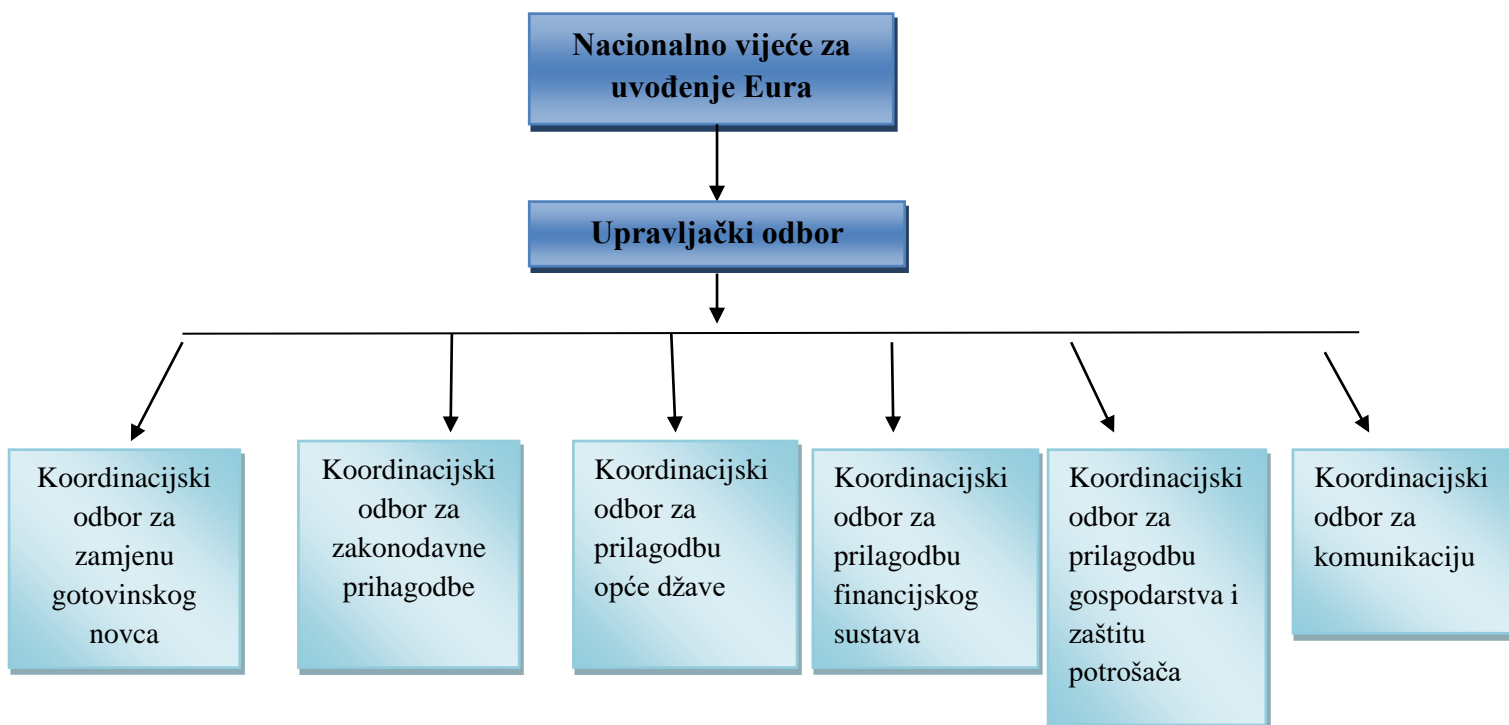 Nacionalno vijeće za
uvođenje Eura
Upravljački odbor
Koordinacijski
odbor za
zamjenu
gotovinskog
novca
Koordinacijski
odbor za
zakonodavne
prihagodbe
Koordinacijski
odbor za
prilagodbu
opće džave
Koordinacijski
odbor za
prilagodbu
financijskog
sustava
Koordinacijski
odbor za
prilagodbu
gospodarstva i
zaštitu
potrošača
Koordinacijski
odbor za
komunikaciju